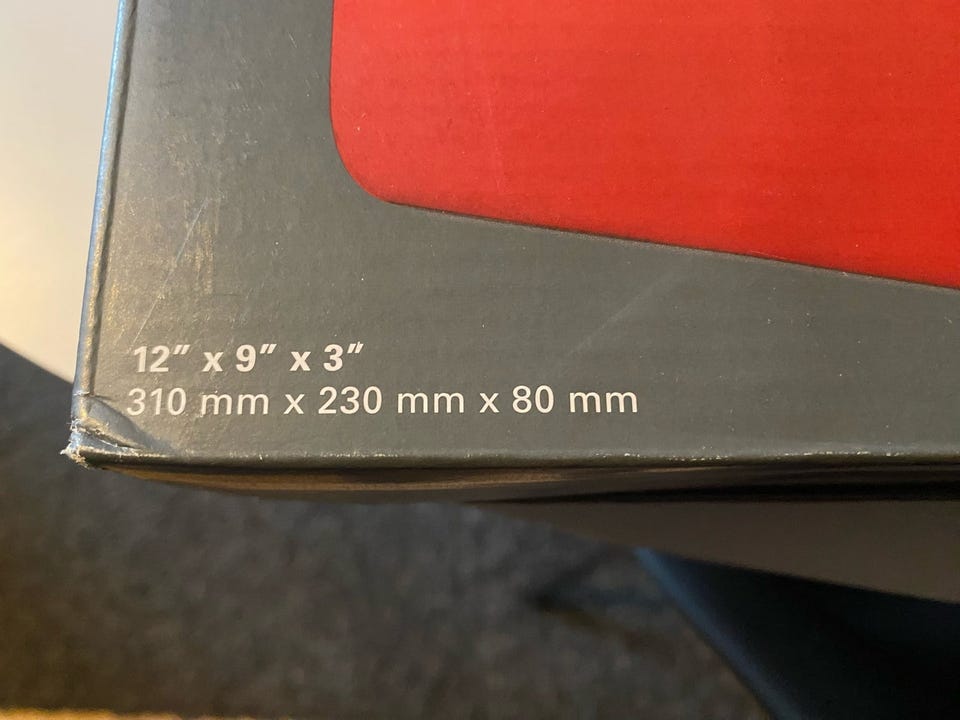 12″ x 9″ x 3″
310 mm x 230 mm x 80 mm